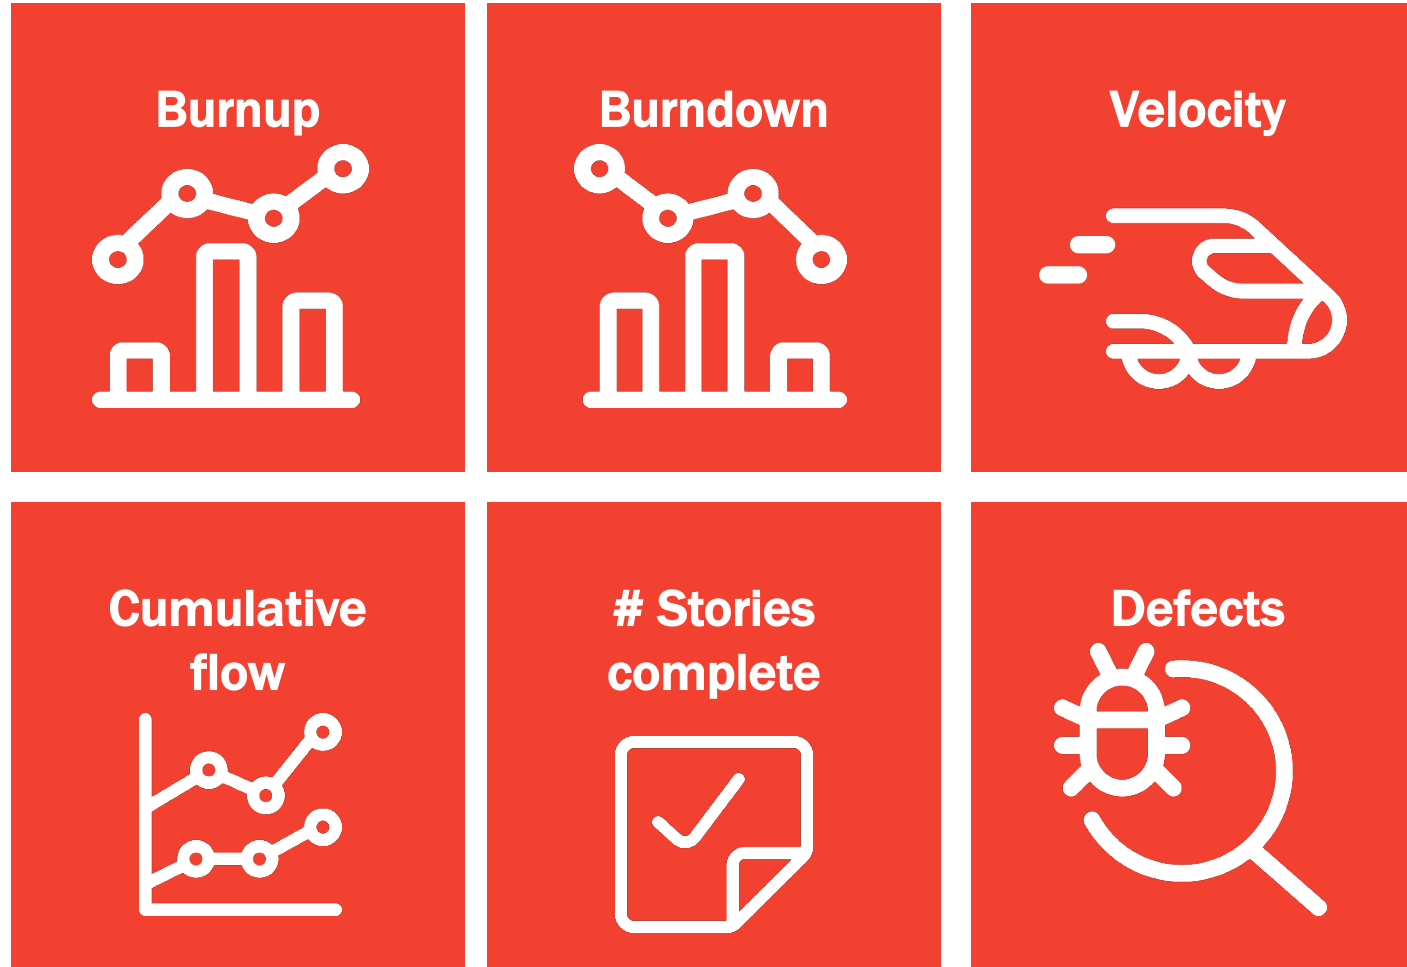 Burnup
Burndown
Velocity
Cumulative
flow
# Stories
complete
Defects